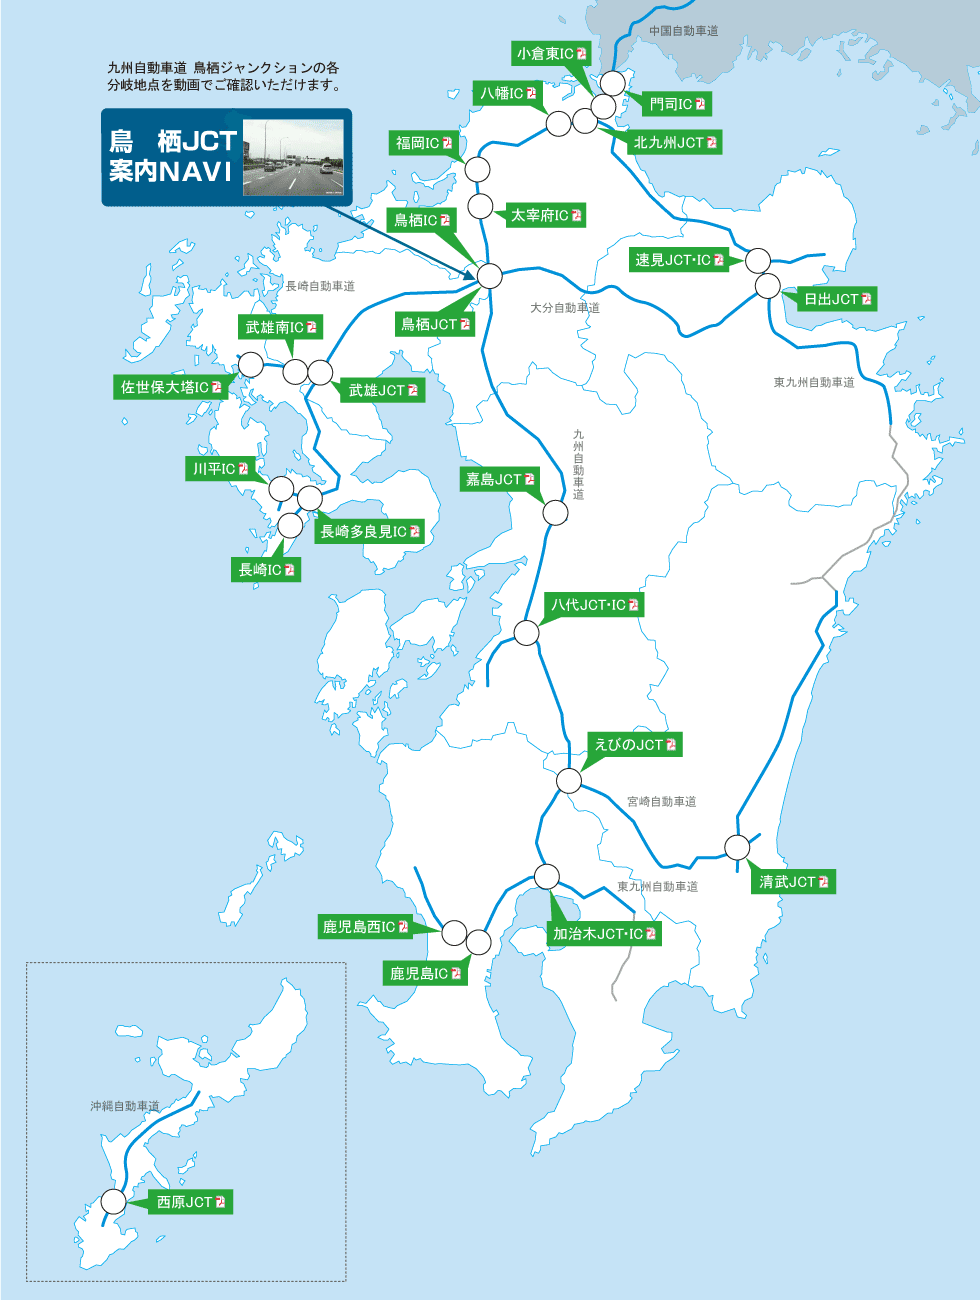 中国自動車道
小倉東IC
九州自動車道 鳥栖ジャンクションの各
分岐地点を動画でご確認いただけます。
八幡IC
門司IC
鳥 栖JCT
案内NAVI
福岡IC
北九州JCT
鳥栖IC
太宰府IC
速見JCT・IC
長崎自動車道
日出JCT
大分自動車道
鳥栖JCT
武雄南IC
佐世保大塔IC
武雄JCT
東九州自動車道
九州自動車道
川平IC
嘉島JCT
長崎多良見IC
長崎IC
八代JCT・IC
えびのJCT
宮崎自動車道
清武JCT
東九州自動車道
鹿児島西IC
加治木JCT・IC
鹿児島IC
沖縄自動車道
西原JCT